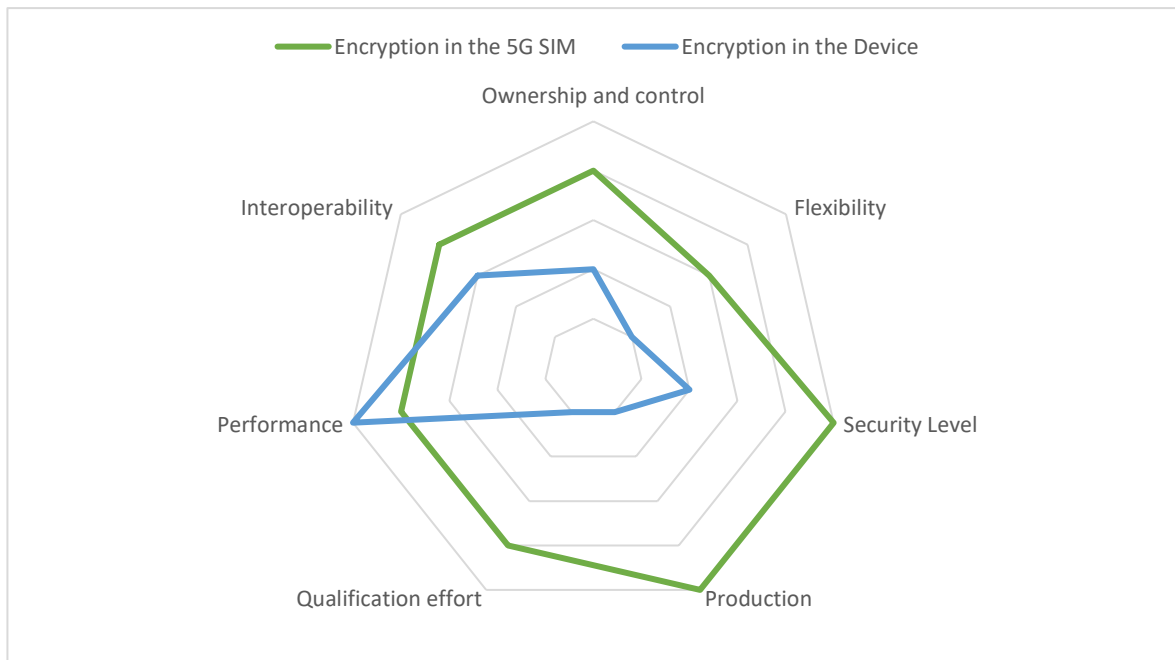 Encryption in the 5G SIM
Encryption in the Device
Ownership and control
Flexibility
Security Level
Production
Qualification effort
Performance
Interoperability